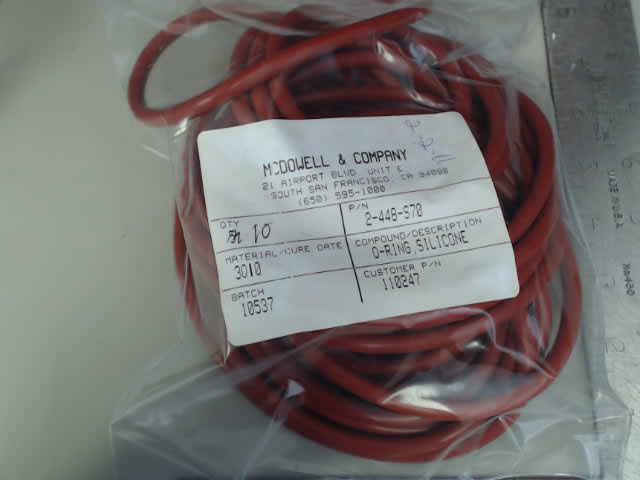 McDOWELL & COMPANY
21 AIRPORT BLVD. UNIT E
SOUTH SAN FRANCISCO, CA 94080
(650) 595-1000
QTY
10
P/N
2-448-S70
MATERIAL/CURE DATE
3010
COMPOUND/DESCRIPTION
O-RING,SILICONE
BATCH
10537
CUSTOMER P/N
110247